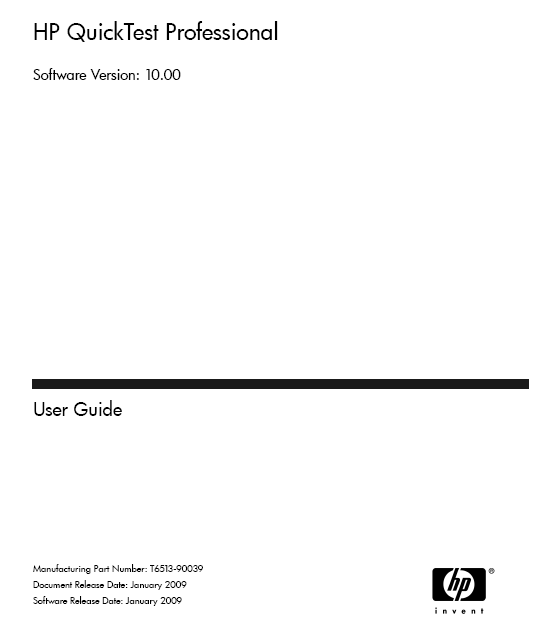 HP QuickTest Professional
Software Version: 10.00
User Guide
Manufacturing Part Number: T6513-90039
Document Release Date: January 2009
Software Release Date: January 2009
hp®
invent